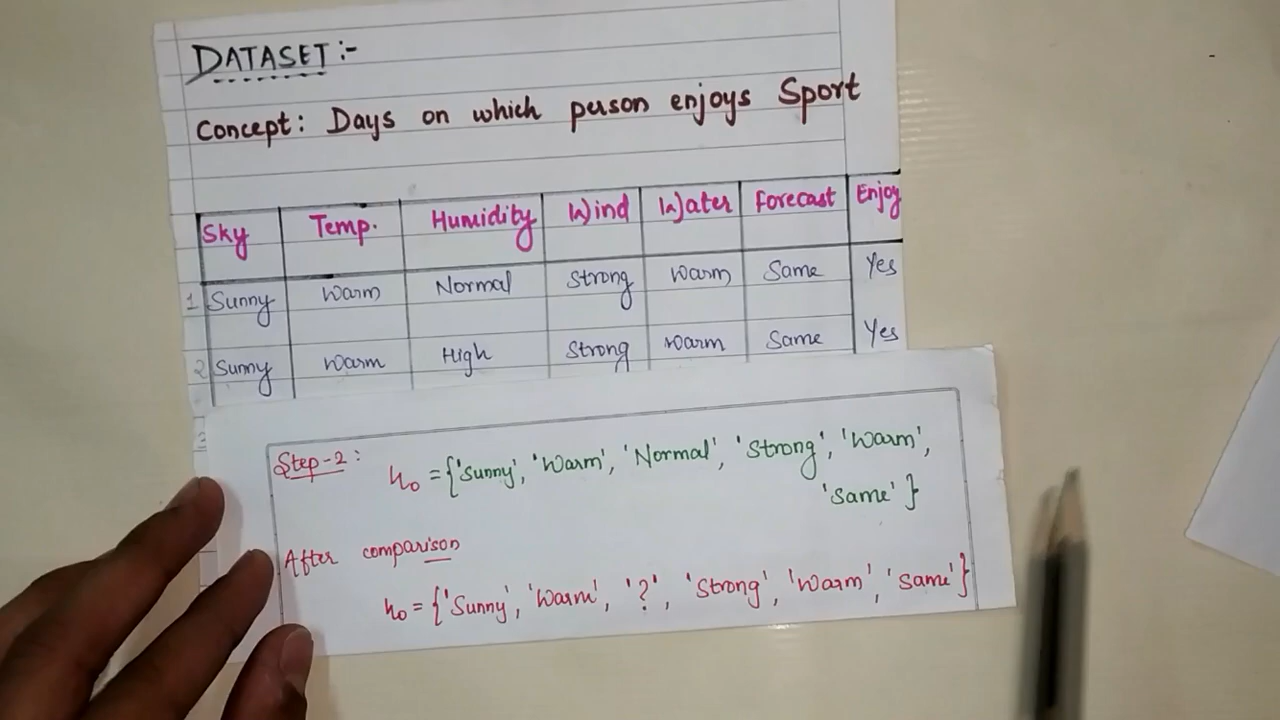 DATASET:-
Concept: Days on which person enjoys Sport
Sky Temp. Humidity Wind Water Forecast Enjoy
1 Sunny Warm Normal Strong Warm Same Yes
2 Sunny Warm High Strong Warm Same Yes
3
Step-2: h0 = {'Sunny', 'Warm', 'Normal', 'Strong', 'Warm',
'Same' }
After comparison
h0 = {'Sunny', 'Warm', '?', 'Strong', 'Warm', 'Same'}